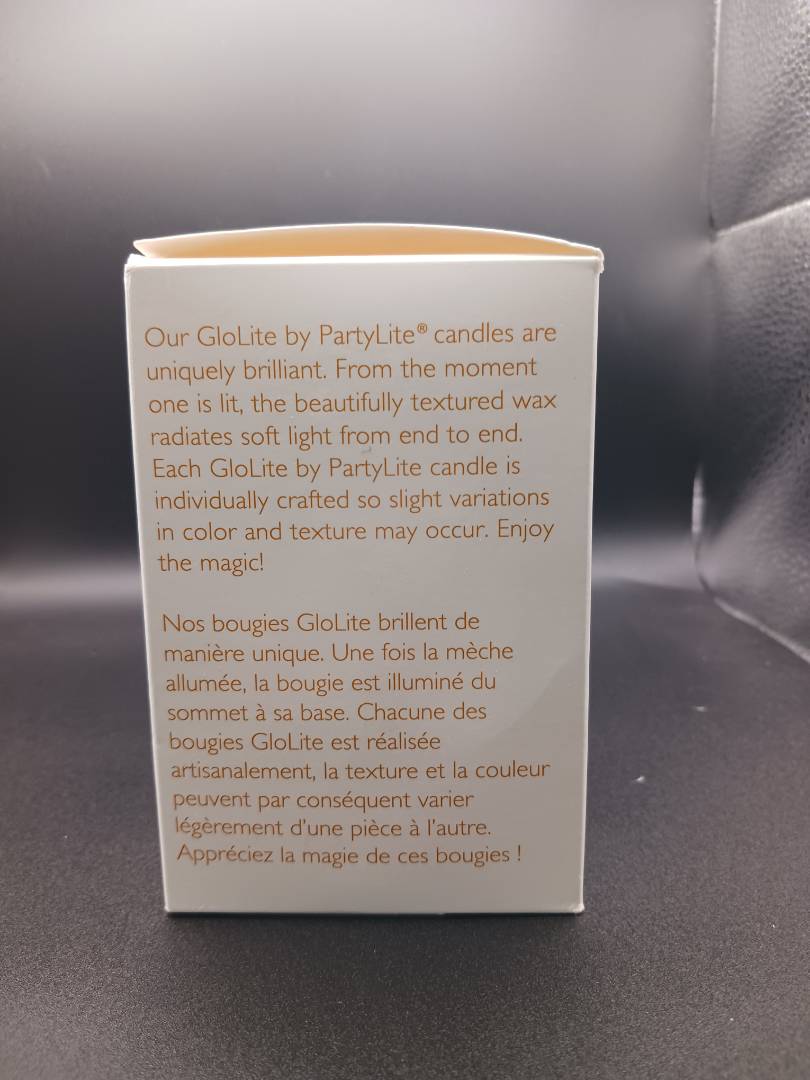 Our GloLite by PartyLite® candles are
uniquely brilliant. From the moment
one is lit, the beautifully textured wax
radiates soft light from end to end.
Each GloLite by PartyLite candle is
individually crafted so slight variations
in color and texture may occur. Enjoy
the magic!
Nos bougies GloLite brillent de
manière unique. Une fois la mèche
allumée, la bougie est illuminé du
sommet à sa base. Chacune des
bougies GloLite est réalisée
artisanalement, la texture et la couleur
peuvent par conséquent varier
légèrement d'une pièce à l'autre.
Appréciez la magie de ces bougies !